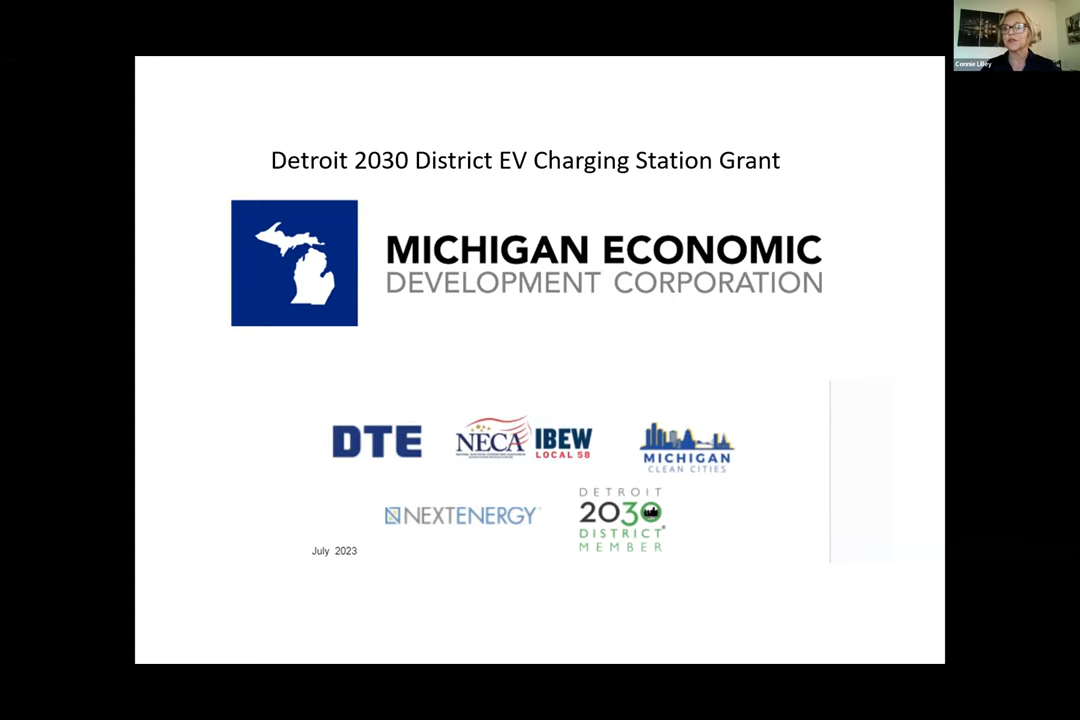 Connie Lilley
Detroit 2030 District EV Charging Station Grant
MICHIGAN ECONOMIC
DEVELOPMENT CORPORATION
DTE
NECA
IBEW
LOCAL 58
MICHIGAN
CLEAN CITIES
NEXTENERGY
DETROIT
2030
DISTRICT
MEMBER
July 2023